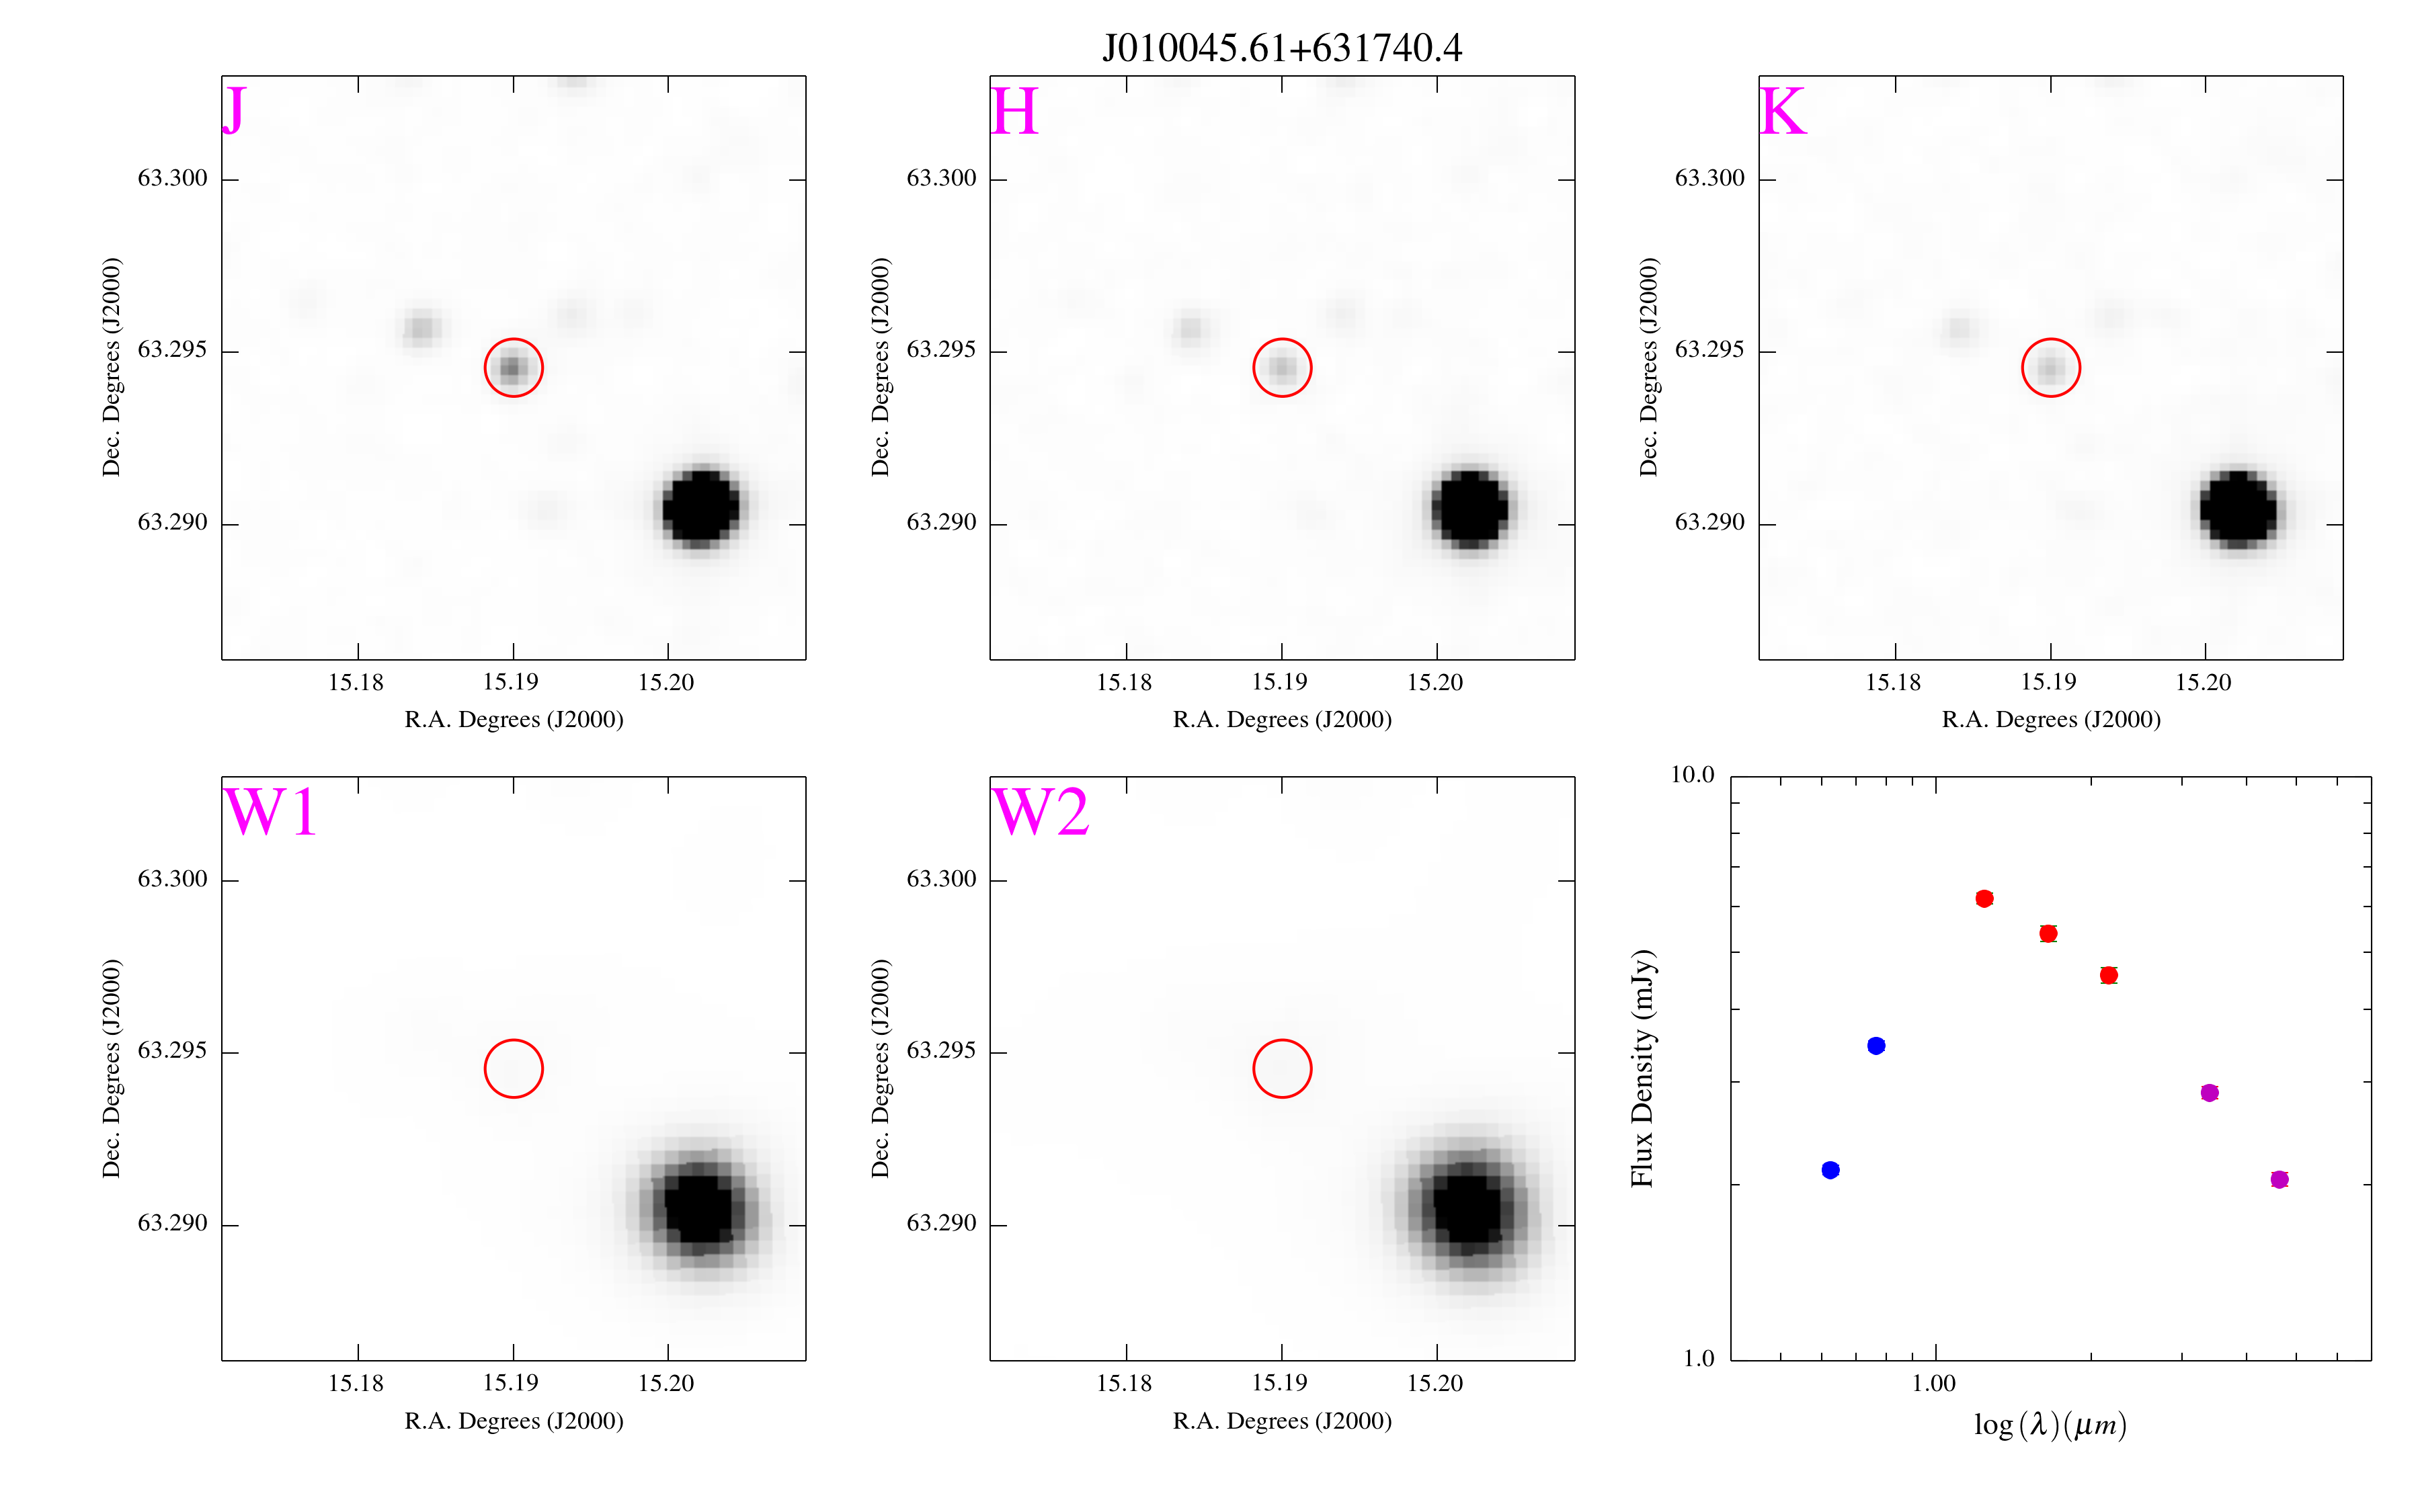 J010045.61+631740.4
J
63.300
63.295
63.290
Dec. Degrees (J2000)
15.18 15.19 15.20
R.A. Degrees (J2000)
H
63.300
63.295
63.290
Dec. Degrees (J2000)
15.18 15.19 15.20
R.A. Degrees (J2000)
K
63.300
63.295
63.290
Dec. Degrees (J2000)
15.18 15.19 15.20
R.A. Degrees (J2000)
W1
63.300
63.295
63.290
Dec. Degrees (J2000)
15.18 15.19 15.20
R.A. Degrees (J2000)
W2
63.300
63.295
63.290
Dec. Degrees (J2000)
15.18 15.19 15.20
R.A. Degrees (J2000)
10.0
1.0
Flux Density (mJy)
1.00
log(λ)(μm)